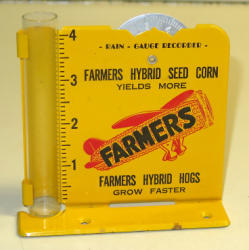 - RAIN - GAUGE RECORDER -
FARMERS HYBRID SEED CORN
YIELDS MORE
FARMERS
FARMERS HYBRID HOGS
GROW FASTER
4
3
2
1